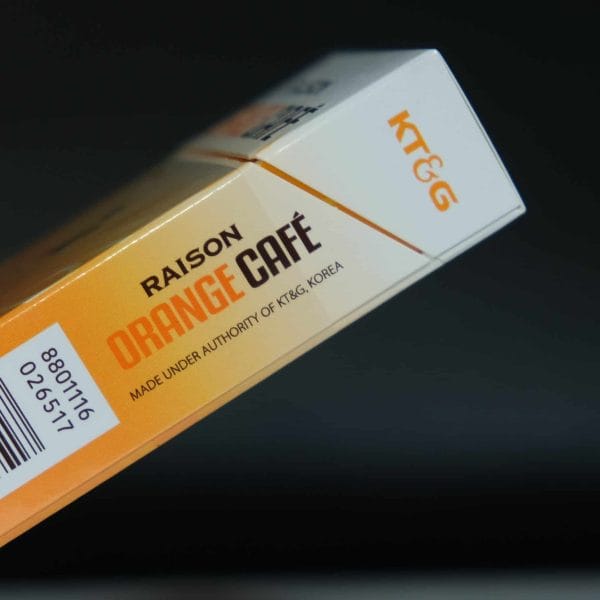 KT&G
RAISON
ORANGE CAFÉ
MADE UNDER AUTHORITY OF KT&G, KOREA
8801116
026517